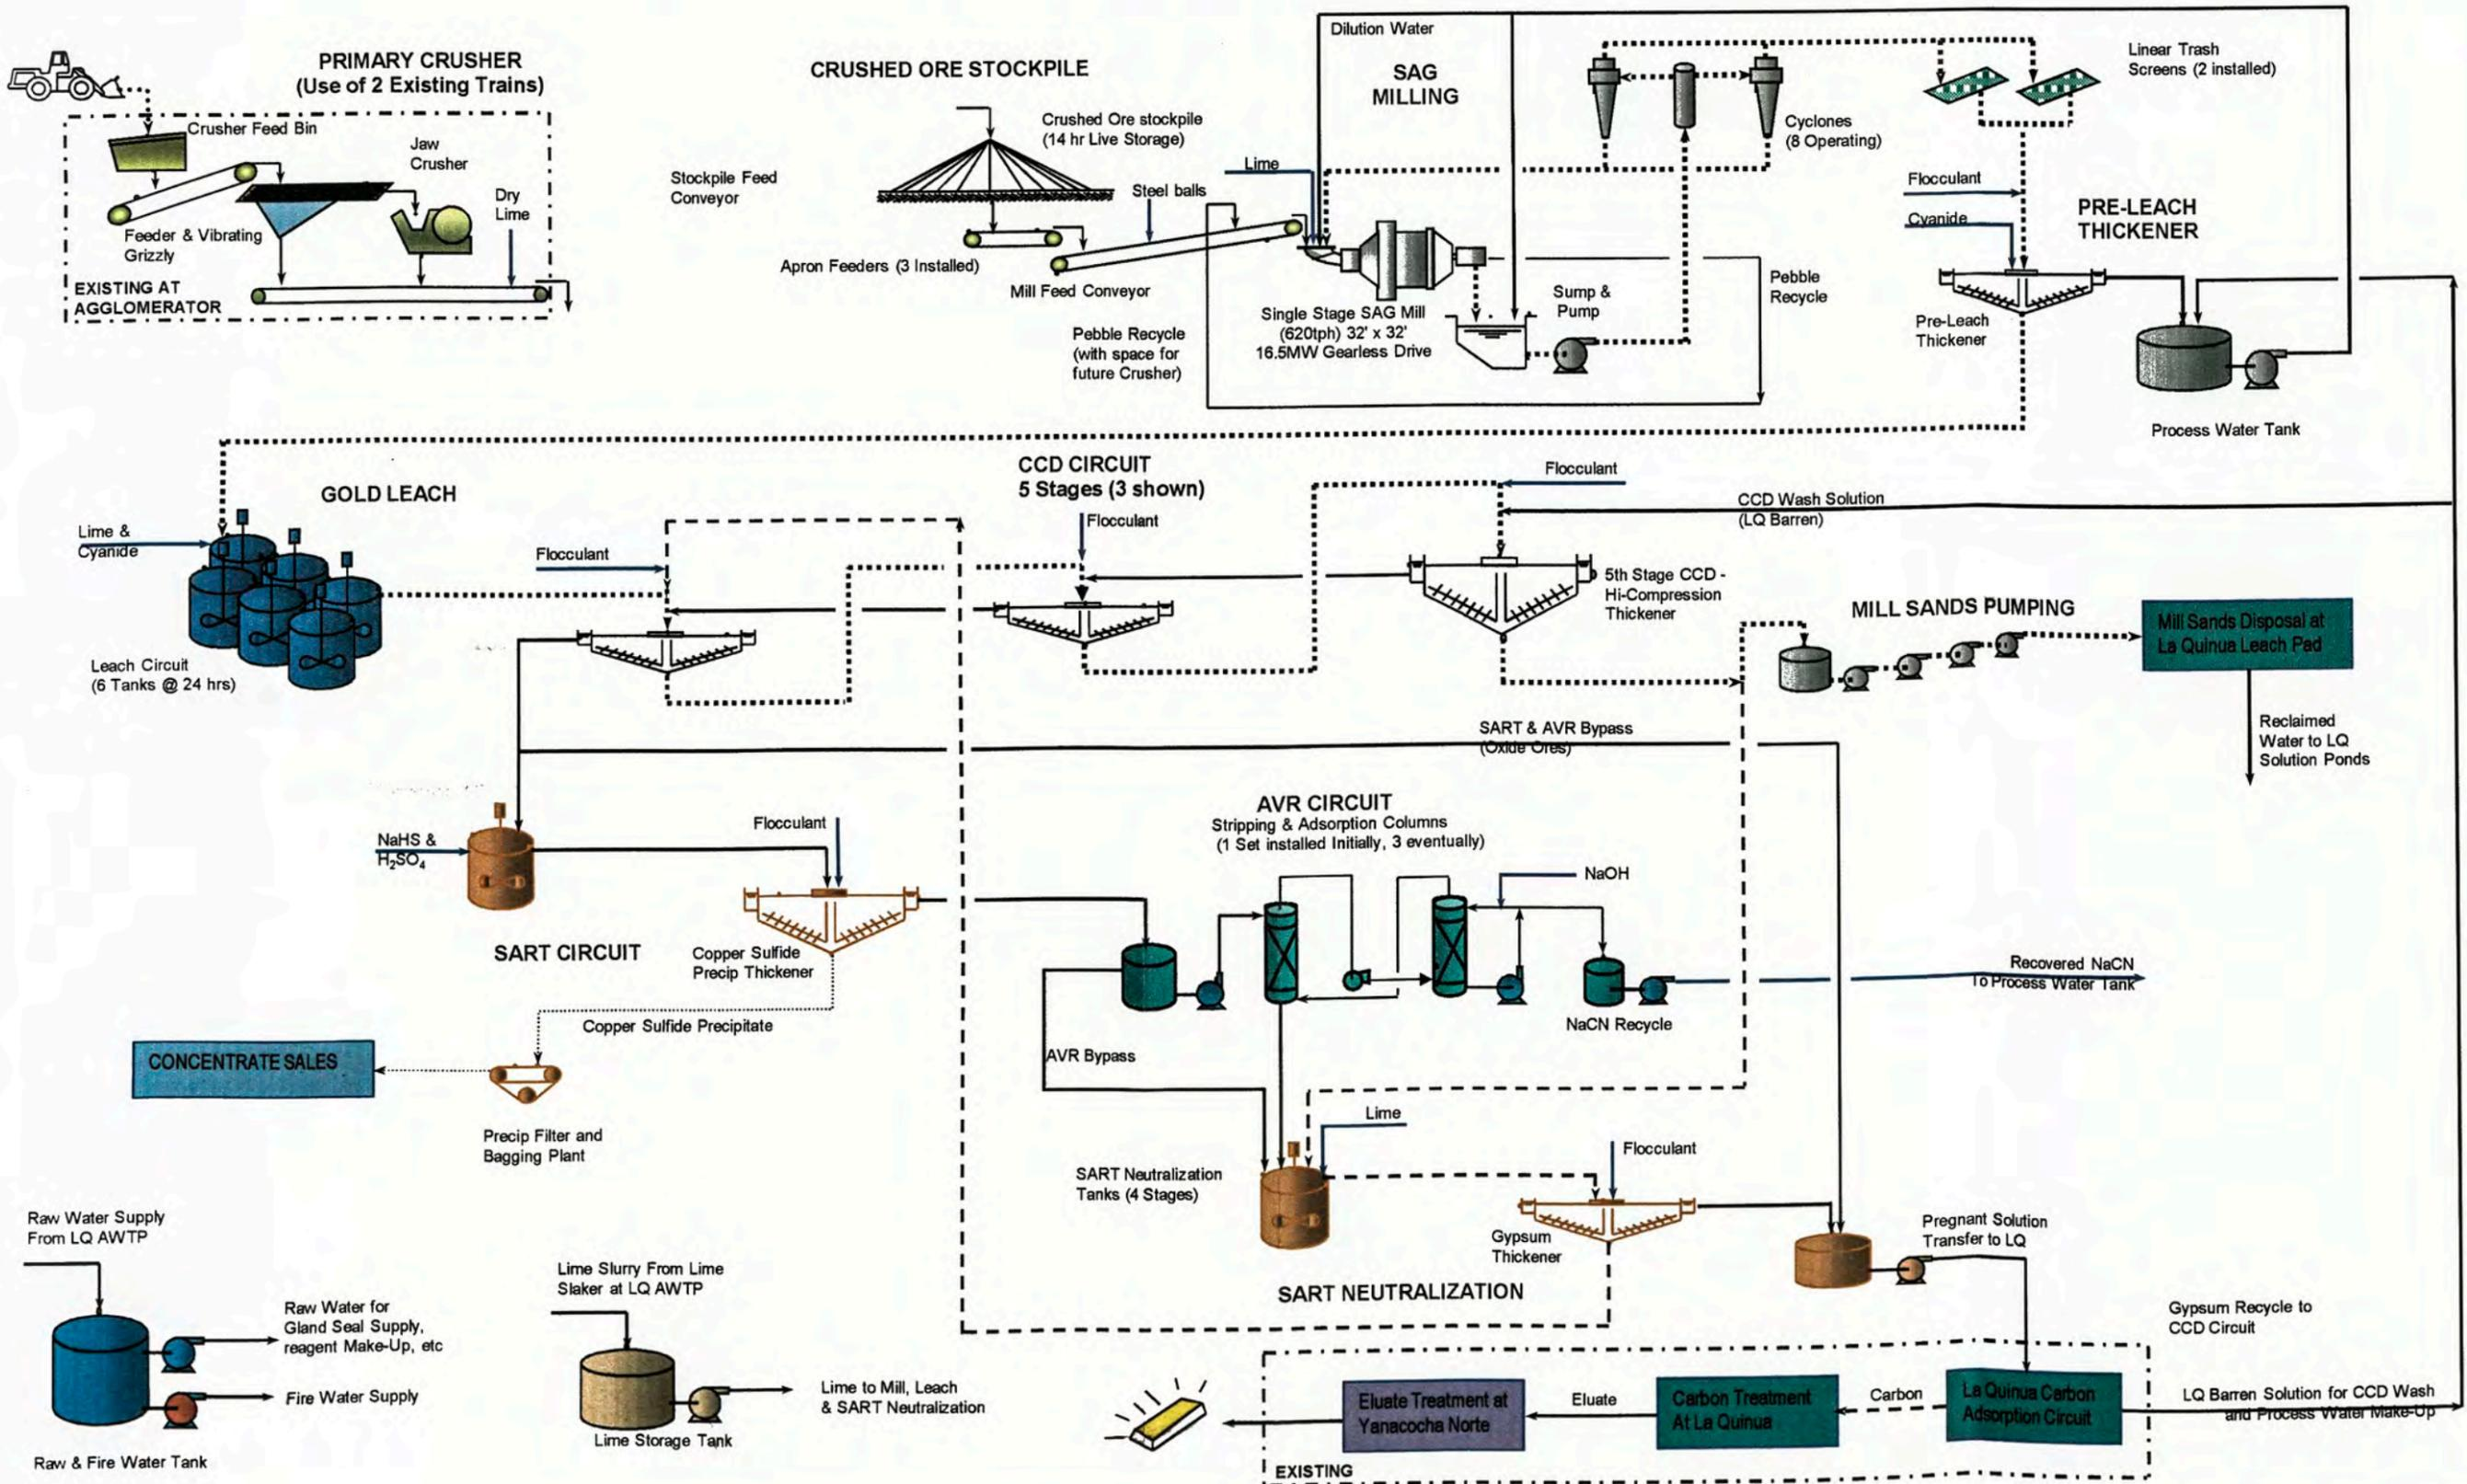 PRIMARY CRUSHER
(Use of 2 Existing Trains)
Crusher Feed Bin
Jaw
Crusher
Dry
Lime
Feeder & Vibrating
Grizzly
EXISTING AT
AGGLOMERATOR
CRUSHED ORE STOCKPILE
Crushed Ore stockpile
(14 hr Live Storage)
Stockpile Feed
Conveyor
Steel balls
Apron Feeders (3 Installed)
Mill Feed Conveyor
Pebble Recycle
(with space for
future Crusher)
Dilution Water
SAG
MILLING
Lime
Single Stage SAG Mill
(620tph) 32' x 32'
16.5MW Gearless Drive
Sump &
Pump
Cyclones
(8 Operating)
Pebble
Recycle
Linear Trash
Screens (2 installed)
Flocculant
Cyanide
PRE-LEACH
THICKENER
Pre-Leach
Thickener
Process Water Tank
GOLD LEACH
Lime &
Cyanide
Leach Circuit
(6 Tanks @ 24 hrs)
Flocculant
CCD CIRCUIT
5 Stages (3 shown)
Flocculant
Flocculant
CCD Wash Solution
(LQ Barren)
5th Stage CCD -
Hi-Compression
Thickener
MILL SANDS PUMPING
Mill Sands Disposal at
La Quinua Leach Pad
Reclaimed
Water to LQ
Solution Ponds
SART & AVR Bypass
(Oxide Ores)
NaHS &
H₂SO₄
Flocculant
SART CIRCUIT
Copper Sulfide
Precip Thickener
Copper Sulfide Precipitate
CONCENTRATE SALES
Precip Filter and
Bagging Plant
AVR CIRCUIT
Stripping & Adsorption Columns
(1 Set installed Initially, 3 eventually)
NaOH
NaCN Recycle
Recovered NaCN
To Process Water Tank
AVR Bypass
Lime
SART Neutralization
Tanks (4 Stages)
Flocculant
Gypsum
Thickener
SART NEUTRALIZATION
Pregnant Solution
Transfer to LQ
Gypsum Recycle to
CCD Circuit
Raw Water Supply
From LQ AWTP
Raw Water for
Gland Seal Supply,
reagent Make-Up, etc
Fire Water Supply
Raw & Fire Water Tank
Lime Slurry From Lime
Slaker at LQ AWTP
Lime to Mill, Leach
& SART Neutralization
Lime Storage Tank
Eluate Treatment at
Yanacocha Norte
Eluate
Carbon Treatment
At La Quinua
Carbon
La Quinua Carbon
Adsorption Circuit
LQ Barren Solution for CCD Wash
and Process Water Make-Up
EXISTING